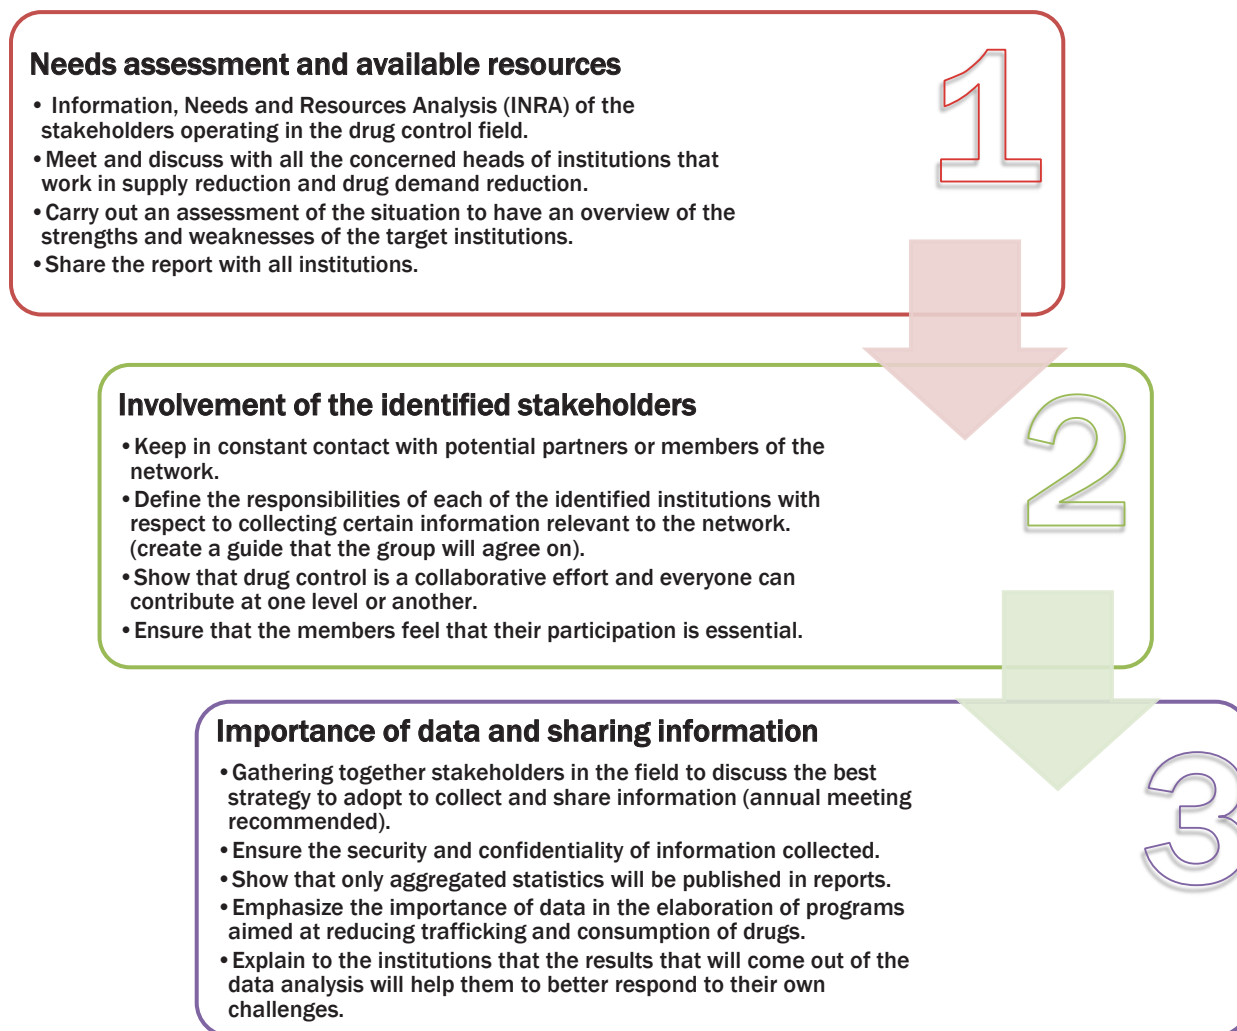 Needs assessment and available resources
1
• Information, Needs and Resources Analysis (INRA) of the
stakeholders operating in the drug control field.
•Meet and discuss with all the concerned heads of institutions that
work in supply reduction and drug demand reduction.
•Carry out an assessment of the situation to have an overview of the
strengths and weaknesses of the target institutions.
•Share the report with all institutions.
Involvement of the identified stakeholders
2
•Keep in constant contact with potential partners or members of the
network.
•Define the responsibilities of each of the identified institutions with
respect to collecting certain information relevant to the network.
(create a guide that the group will agree on).
•Show that drug control is a collaborative effort and everyone can
contribute at one level or another.
•Ensure that the members feel that their participation is essential.
Importance of data and sharing information
3
•Gathering together stakeholders in the field to discuss the best
strategy to adopt to collect and share information (annual meeting
recommended).
•Ensure the security and confidentiality of information collected.
•Show that only aggregated statistics will be published in reports.
•Emphasize the importance of data in the elaboration of programs
aimed at reducing trafficking and consumption of drugs.
•Explain to the institutions that the results that will come out of the
data analysis will help them to better respond to their own
challenges.